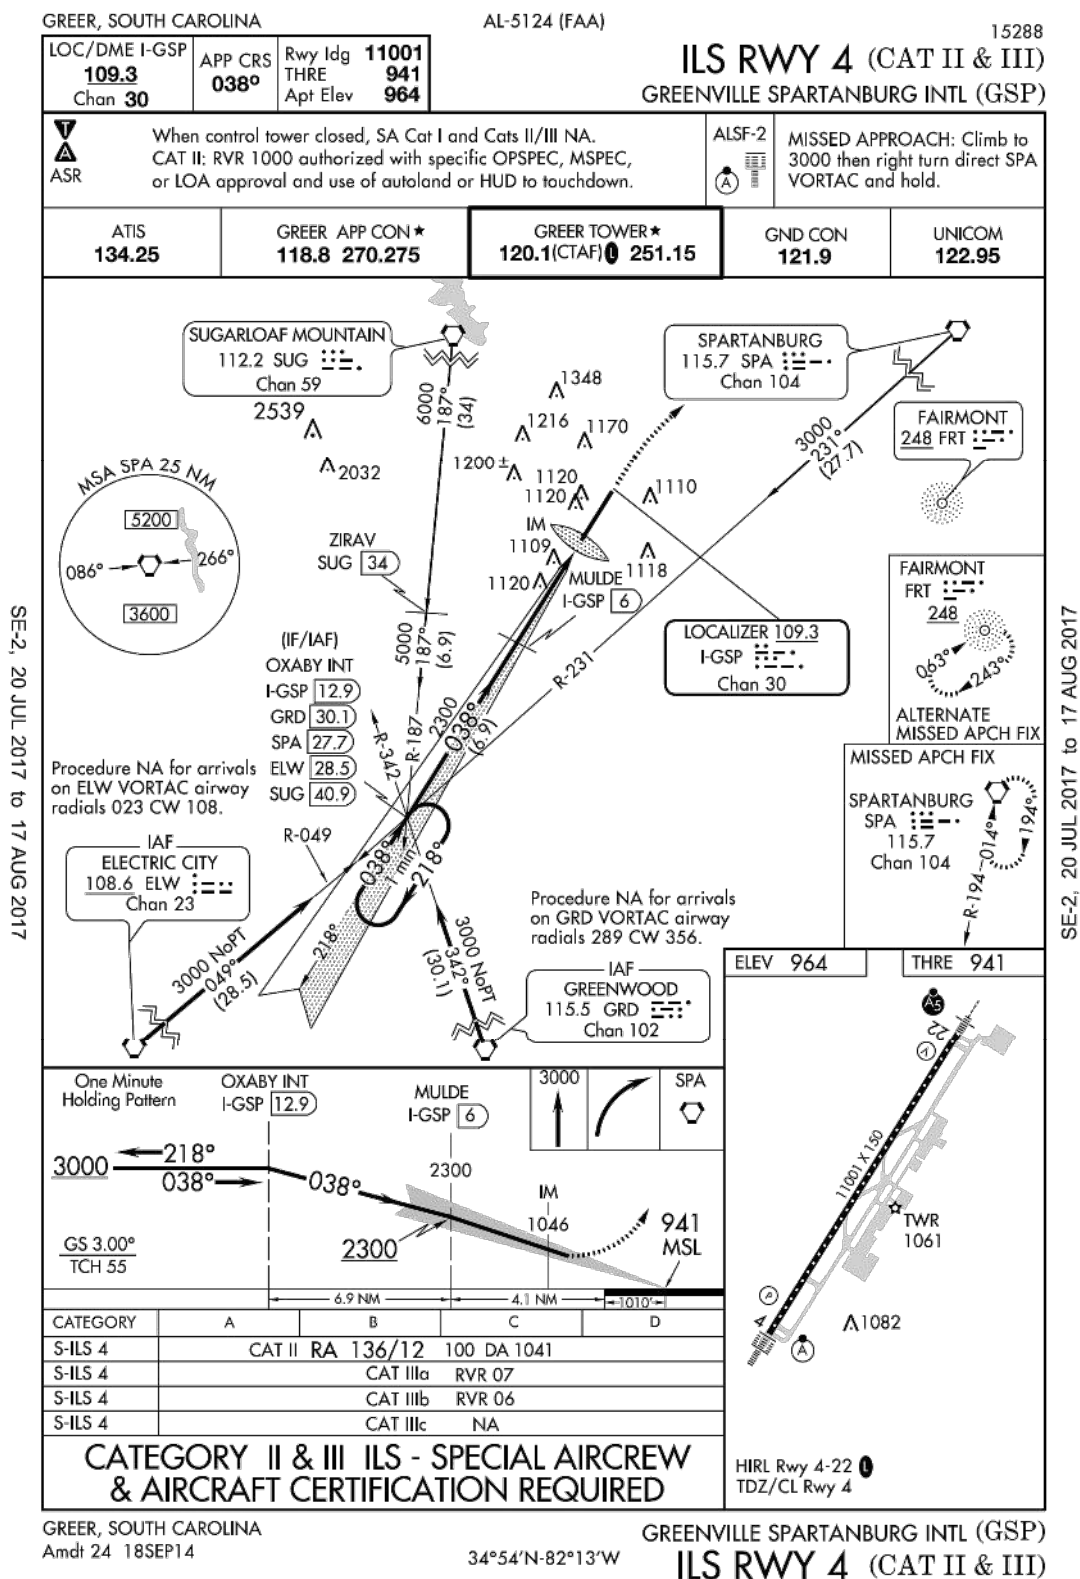 GREER, SOUTH CAROLINA
AL-5124 (FAA)
15288
LOC/DME I-GSP
109.3
Chan 30
APP CRS
038°
Rwy ldg 11001
THRE 941
Apt Elev 964
ILS RWY 4 (CAT II & III)
GREENVILLE SPARTANBURG INTL (GSP)
T
A
ASR
When control tower closed, SA Cat I and Cats II/III NA.
CAT II: RVR 1000 authorized with specific OPSPEC, MSPEC,
or LOA approval and use of autoland or HUD to touchdown.
ALSF-2
A
MISSED APPROACH: Climb to
3000 then right turn direct SPA
VORTAC and hold.
ATIS
134.25
GREER APP CON★
118.8 270.275
GREER TOWER★
120.1(CTAF) L 251.15
GND CON
121.9
UNICOM
122.95
SUGARLOAF MOUNTAIN
112.2 SUG
Chan 59
SPARTANBURG
115.7 SPA
Chan 104
6000
187°
(34)
3000
231°
(27.7)
FAIRMONT
248 FRT
2539
2032
1348
1216
1170
1200±
1120
1120
1110
1109
1118
1120
IM
MSA SPA 25 NM
5200
086°
266°
3600
ZIRAV
SUG 34
MULDE
I-GSP 6
5000
187°
(6.9)
R-231
LOCALIZER 109.3
I-GSP
Chan 30
FAIRMONT
FRT
248
063°
243°
ALTERNATE
MISSED APCH FIX
(IF/IAF)
OXABY INT
I-GSP 12.9
GRD 30.1
SPA 27.7
ELW 28.5
SUG 40.9
R-342
R-187
2300
038°
(6.9)
Procedure NA for arrivals
on ELW VORTAC airway
radials 023 CW 108.
R-049
IAF
ELECTRIC CITY
108.6 ELW
Chan 23
3000 NoPT
049°
(28.5)
038°
1 min
218°
218°
3000 NoPT
342°
(30.1)
Procedure NA for arrivals
on GRD VORTAC airway
radials 289 CW 356.
IAF
GREENWOOD
115.5 GRD
Chan 102
MISSED APCH FIX
SPARTANBURG
SPA
115.7
Chan 104
R-194
014°
194°
SE-2, 20 JUL 2017 to 17 AUG 2017
SE-2, 20 JUL 2017 to 17 AUG 2017
ELEV 964
THRE 941
A5
22
11001 X 150
TWR
1061
1082
4
A
HIRL Rwy 4-22 L
TDZ/CL Rwy 4
One Minute
Holding Pattern
OXABY INT
I-GSP 12.9
MULDE
I-GSP 6
3000
SPA
3000
218°
038°
038°
2300
2300
IM
1046
941
MSL
GS 3.00°
TCH 55
6.9 NM
4.1 NM
1010'
CATEGORY A B C D
S-ILS 4 CAT II RA 136/12 100 DA 1041
S-ILS 4 CAT IIIa RVR 07
S-ILS 4 CAT IIIb RVR 06
S-ILS 4 CAT IIIc NA
CATEGORY II & III ILS - SPECIAL AIRCREW
& AIRCRAFT CERTIFICATION REQUIRED
GREER, SOUTH CAROLINA
Amdt 24 18SEP14
34°54'N-82°13'W
GREENVILLE SPARTANBURG INTL (GSP)
ILS RWY 4 (CAT II & III)